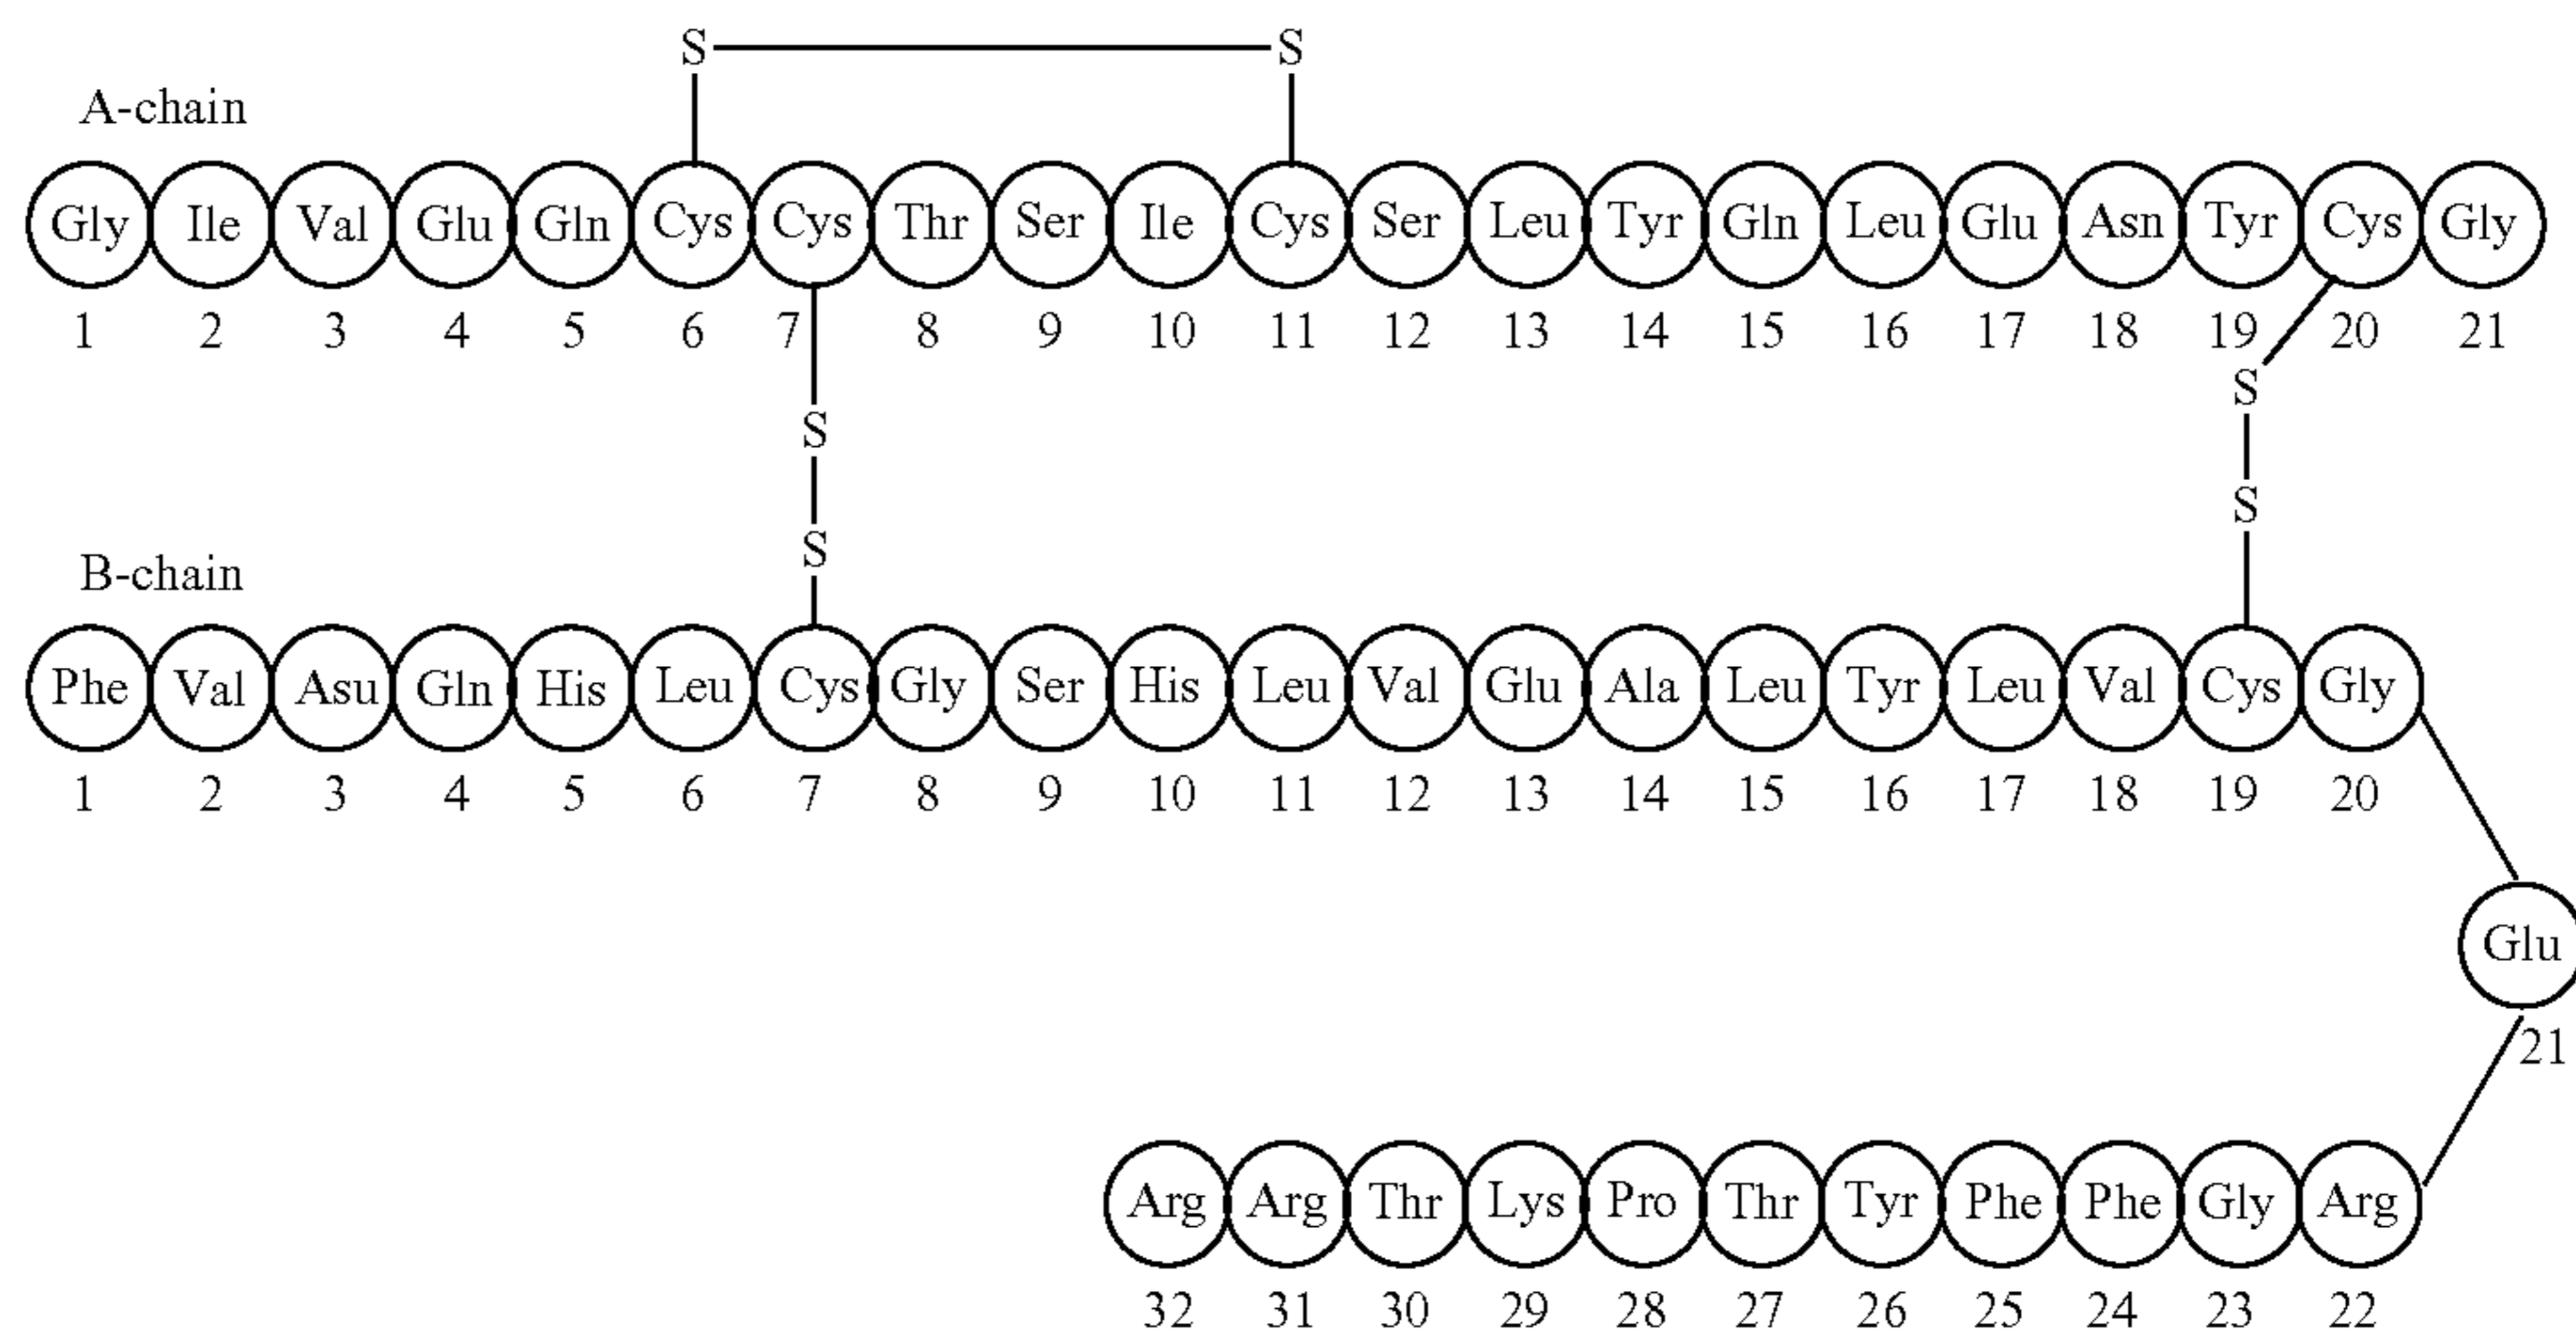 S S
A-chain
Gly Ile Val Glu Gln Cys Cys Thr Ser Ile Cys Ser Leu Tyr Gln Leu Glu Asn Tyr Cys Gly
1 2 3 4 5 6 7 8 9 10 11 12 13 14 15 16 17 18 19 20 21
S
S
S
S
B-chain
Phe Val Asu Gln His Leu Cys Gly Ser His Leu Val Glu Ala Leu Tyr Leu Val Cys Gly
1 2 3 4 5 6 7 8 9 10 11 12 13 14 15 16 17 18 19 20
Glu
21
Arg Arg Thr Lys Pro Thr Tyr Phe Phe Gly Arg
32 31 30 29 28 27 26 25 24 23 22